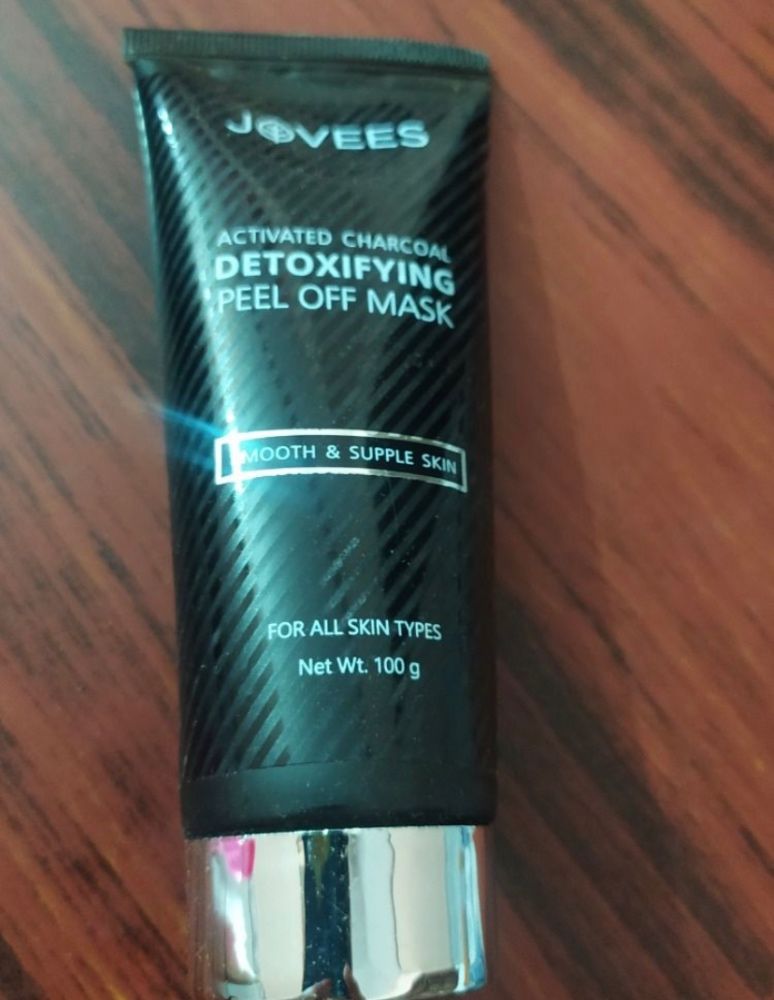 JOVEES
ACTIVATED CHARCOAL
DETOXIFYING
PEEL OFF MASK
SMOOTH & SUPPLE SKIN
FOR ALL SKIN TYPES
Net Wt. 100 g